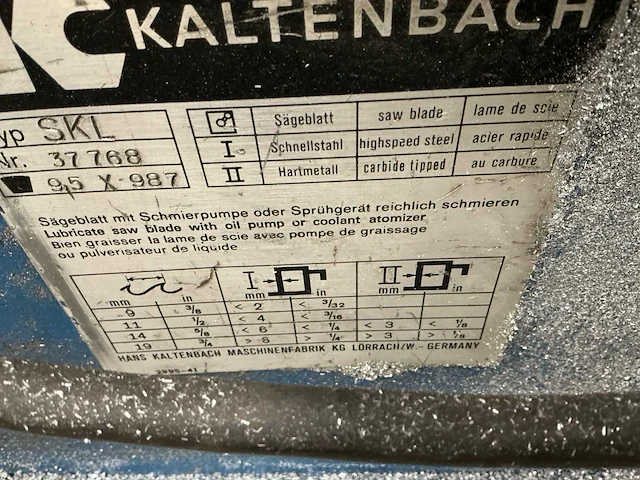 KALTENBACH
yp SKL
Nr. 37768
9,5 X 987
Sägeblatt saw blade lame de scie
I Schnellstahl highspeed steel acier rapide
II Hartmetall carbide tipped au carbure
Sägeblatt mit Schmierpumpe oder Sprühgerät reichlich schmieren
Lubricate saw blade with oil pump or coolant atomizer
Bien graisser la lame de scie avec pompe de graissage
ou pulverisateur de liquide
I II
mm in mm in mm in
9 3/8 < 2 < 3/32
11 1/2 < 4 < 3/16
14 5/8 < 6 < 1/4 < 3 < 1/8
19 3/4 > 6 > 1/4 > 3 > 1/8
HANS KALTENBACH MASCHINENFABRIK KG LÖRRACH/W.- GERMANY
2995-41